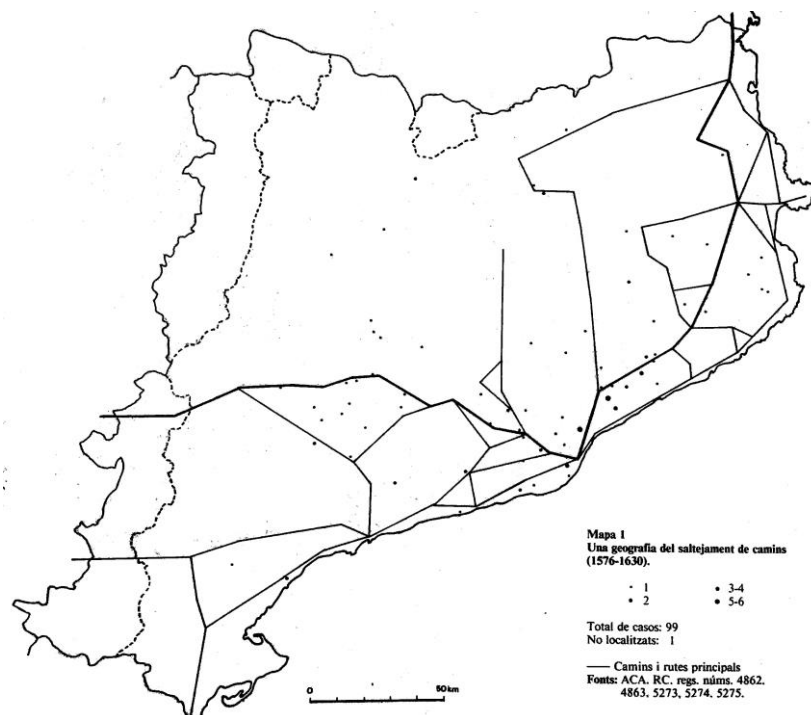 Mapa 1
Una geografia del saltejament de camins
(1576-1630).
1 3-4
2 5-6
Total de casos: 99
No localitzats: 1
Camins i rutes principals
Fonts: ACA. RC. regs. núms. 4862.
4863, 5273, 5274. 5275.
0 50km